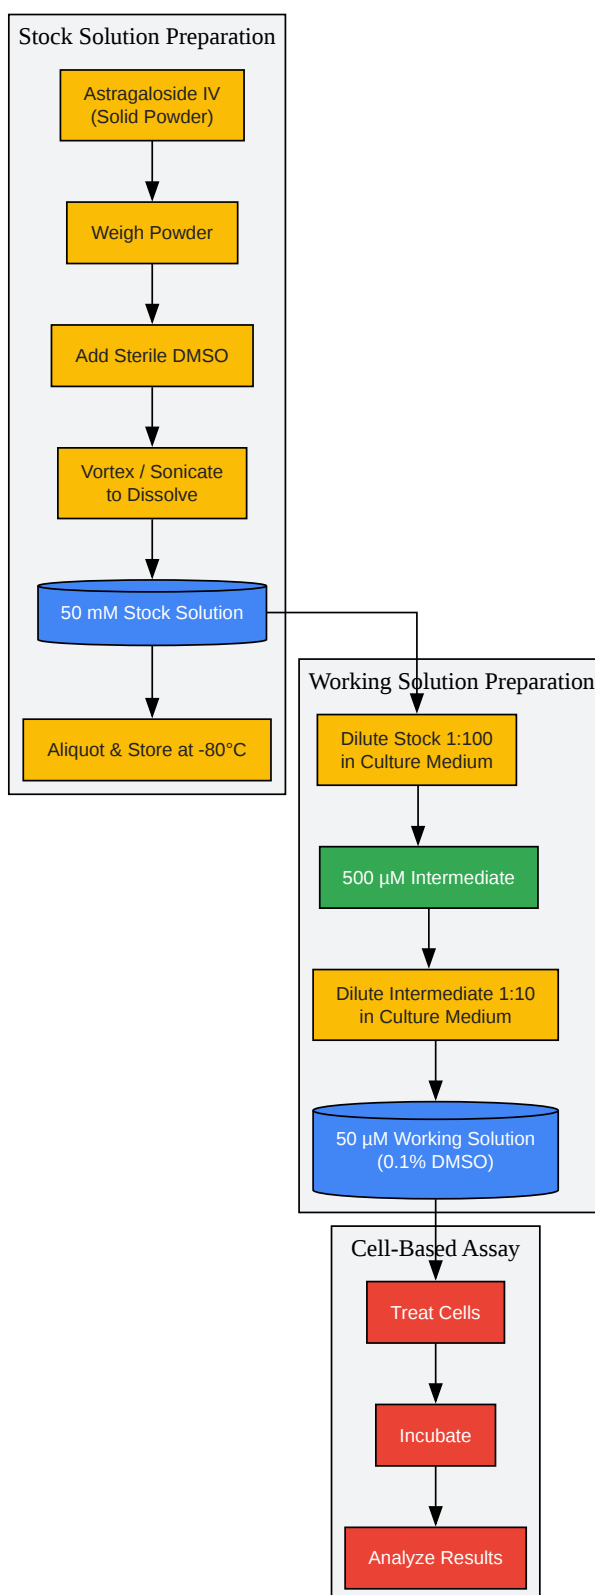 Stock Solution Preparation
Astragaloside IV
(Solid Powder)
Weigh Powder
Add Sterile DMSO
Vortex / Sonicate
to Dissolve
50 mM Stock Solution
Aliquot & Store at -80°C
Working Solution Preparation
Dilute Stock 1:100
in Culture Medium
500 µM Intermediate
Dilute Intermediate 1:10
in Culture Medium
50 µM Working Solution
(0.1% DMSO)
Cell-Based Assay
Treat Cells
Incubate
Analyze Results